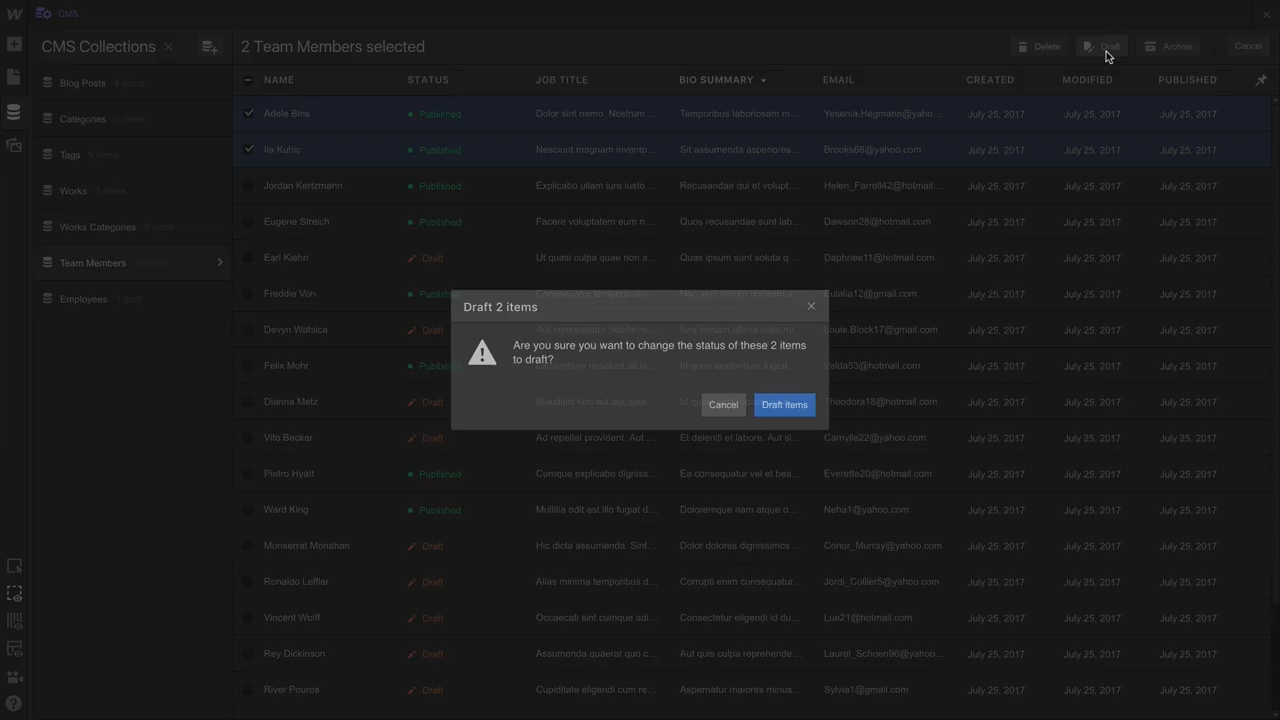 CMS
CMS Collections
2 Team Members selected
Delete
Draft
Archive
Cancel
Blog Posts
Categories
Tags 5 items
Works
Works Categories
Team Members
Employees 1 item
NAME STATUS JOB TITLE BIO SUMMARY EMAIL CREATED MODIFIED PUBLISHED
Adele Bins Published Dolor sint nemo. Nostrum ... Temporibus laboriosam m... Yesenia.Hegmann@yaho... July 25, 2017 July 25, 2017 July 25, 2017
Ila Kuhic Published Nesciunt magnam invento... Sit assumenda asperiores... Brooks68@yahoo.com July 25, 2017 July 25, 2017 July 25, 2017
Jordan Kertzmann Published Explicabo ullam iure iusto ... Recusandae qui et volupt... Helen_Farrell42@hotmail.... July 25, 2017 July 25, 2017 July 25, 2017
Eugene Streich Published Facere voluptatem eum n... Quos recusandae sunt lab... Dawson28@hotmail.com July 25, 2017 July 25, 2017 July 25, 2017
Earl Kiehn Draft Ut quasi culpa quae non a... Quas ipsum sunt soluta q... Daphnee11@hotmail.com July 25, 2017 July 25, 2017 July 25, 2017
Freddie Von Eulalia12@gmail.com July 25, 2017 July 25, 2017 July 25, 2017
Devyn Watsica Draft Louie.Block17@gmail.com July 25, 2017 July 25, 2017 July 25, 2017
Felix Mohr Velda53@hotmail.com July 25, 2017 July 25, 2017 July 25, 2017
Dianna Metz Draft Theodora18@hotmail.com July 25, 2017 July 25, 2017 July 25, 2017
Vito Becker Draft Ad repellat provident. Aut ... Et deleniti et labore. Aut si... Camylle22@yahoo.com July 25, 2017 July 25, 2017 July 25, 2017
Pietro Hyatt Published Cumque explicabo digniss... Ea consequatur vel et bea... Everette20@hotmail.com July 25, 2017 July 25, 2017 July 25, 2017
Ward King Published Mollitia odit est illo fugiat d... Doloremque nam atque o... Neha1@yahoo.com July 25, 2017 July 25, 2017 July 25, 2017
Monserrat Monahan Draft Hic dicta assumenda. Sint... Dolor dolores dignissimos ... Conor_Murray@yahoo.com July 25, 2017 July 25, 2017 July 25, 2017
Ronaldo Leffler Draft Alias minima temporibus d... Corrupti enim consequatur... Jordi_Collier5@yahoo.com July 25, 2017 July 25, 2017 July 25, 2017
Vincent Wolff Draft Occaecati sint cumque adi... Consectetur eligendi id du... Lue21@hotmail.com July 25, 2017 July 25, 2017 July 25, 2017
Rey Dickinson Draft Assumenda quaerat quo c... Aut quis culpa reprehende... Laurel_Schoen96@yahoo... July 25, 2017 July 25, 2017 July 25, 2017
River Pouros Draft Cupiditate eligendi cum re... Aspernatur maiores minus... Sylvia1@gmail.com July 25, 2017 July 25, 2017 July 25, 2017
Draft 2 items
Are you sure you want to change the status of these 2 items
to draft?
Cancel
Draft items